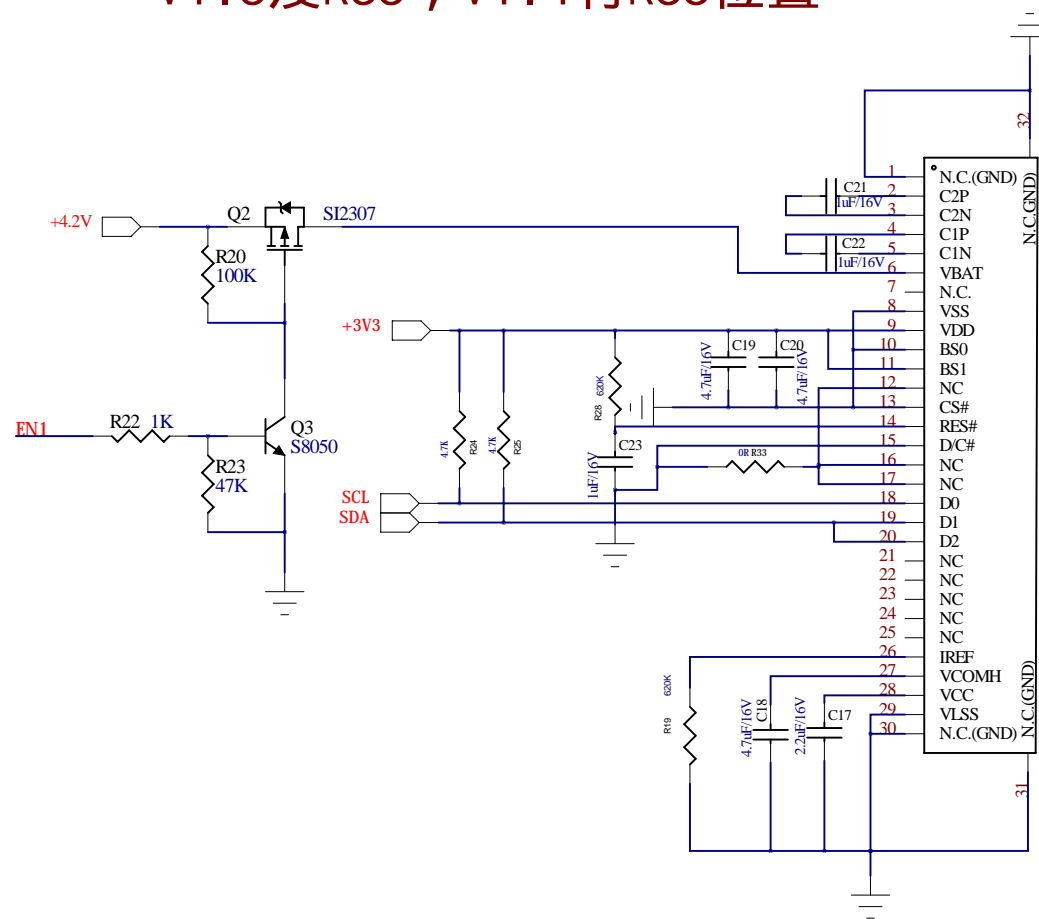 32
1 N.C.(GND)
N.C.GND)
C21
1uF/16V
2 C2P
3 C2N
4 C1P
C22
1uF/16V
5 C1N
6 VBAT
7 N.C.
8 VSS
9 VDD
10 BS0
11 BS1
12 NC
13 CS#
14 RES#
15 D/C#
16 NC
17 NC
18 D0
19 D1
20 D2
21 NC
22 NC
23 NC
24 NC
25 NC
26 IREF
27 VCOMH
28 VCC
29 VLSS
30 N.C.(GND)
N.C.(GND)
31
+4.2V
Q2
SI2307
R20
100K
EN1
R22 1K
Q3
S8050
R23
47K
+3V3
4.7K
R24
4.7K
R25
620K
R28
C23
1uF/16V
C19
4.7uF/16V
C20
4.7uF/16V
0R R33
SCL
SDA
620K
R19
C18
4.7uF/16V
C17
2.2uF/16V